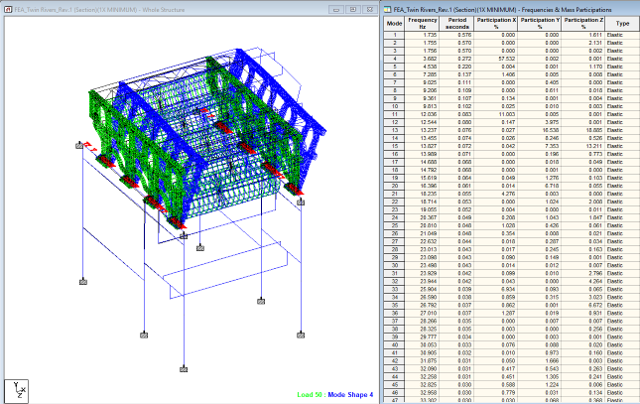 FEA_Twin Rivers_Rev.1 (Section)(1X MINIMUM) - Whole Structure
Load 50 : Mode Shape 4
Y
X
Z
FEA_Twin Rivers_Rev.1 (Section)(1X MINIMUM) - Frequencies & Mass Participations
Mode Frequency Hz Period seconds Participation X % Participation Y % Participation Z % Type
1 1.735 0.576 0.000 0.000 1.611 Elastic
2 1.755 0.570 0.000 0.000 2.131 Elastic
3 1.756 0.570 0.000 0.000 0.002 Elastic
4 3.682 0.272 57.532 0.002 0.001 Elastic
5 4.538 0.220 0.004 0.001 1.170 Elastic
6 7.285 0.137 1.406 0.005 0.008 Elastic
7 9.025 0.111 0.000 0.405 0.000 Elastic
8 9.206 0.109 0.000 0.611 0.018 Elastic
9 9.361 0.107 0.134 0.001 0.004 Elastic
10 9.813 0.102 0.025 0.010 0.003 Elastic
11 12.036 0.083 11.003 0.005 0.001 Elastic
12 12.544 0.080 0.147 3.975 0.001 Elastic
13 13.237 0.076 0.027 18.538 18.885 Elastic
14 13.455 0.074 0.026 0.246 0.526 Elastic
15 13.827 0.072 0.042 7.353 13.211 Elastic
16 13.989 0.071 0.000 0.196 0.773 Elastic
17 14.688 0.068 0.000 0.018 0.049 Elastic
18 14.792 0.068 0.000 0.001 0.000 Elastic
19 15.619 0.064 0.049 1.276 0.103 Elastic
20 16.396 0.061 0.014 6.718 0.055 Elastic
21 18.235 0.055 4.276 0.003 0.000 Elastic
22 18.714 0.053 0.000 1.024 2.008 Elastic
23 19.055 0.052 0.004 0.000 0.011 Elastic
24 20.367 0.049 0.208 1.043 1.847 Elastic
25 20.810 0.048 1.028 0.426 0.061 Elastic
26 21.049 0.048 0.354 0.008 0.021 Elastic
27 22.632 0.044 0.018 0.287 0.034 Elastic
28 23.013 0.043 0.017 0.245 0.163 Elastic
29 23.098 0.043 0.090 0.149 0.001 Elastic
30 23.498 0.043 0.014 0.012 0.007 Elastic
31 23.929 0.042 0.099 0.010 2.796 Elastic
32 23.944 0.042 0.043 0.000 4.264 Elastic
33 25.904 0.039 6.934 0.093 0.065 Elastic
34 26.590 0.038 0.059 0.315 3.023 Elastic
35 26.792 0.037 0.862 0.001 6.672 Elastic
36 27.010 0.037 1.287 0.019 0.931 Elastic
37 28.266 0.035 0.000 0.007 0.007 Elastic
38 28.325 0.035 0.003 0.000 0.256 Elastic
39 29.777 0.034 0.000 0.003 0.001 Elastic
40 30.053 0.033 0.076 0.088 0.020 Elastic
41 30.905 0.032 0.010 0.973 0.160 Elastic
42 31.875 0.031 0.050 1.666 0.003 Elastic
43 32.090 0.031 0.417 0.543 0.263 Elastic
44 32.258 0.031 0.451 1.305 0.241 Elastic
45 32.825 0.030 0.588 1.224 0.006 Elastic
46 32.958 0.030 0.779 0.031 0.134 Elastic
47 33.302 0.030 0.030 0.068 0.368 Elastic